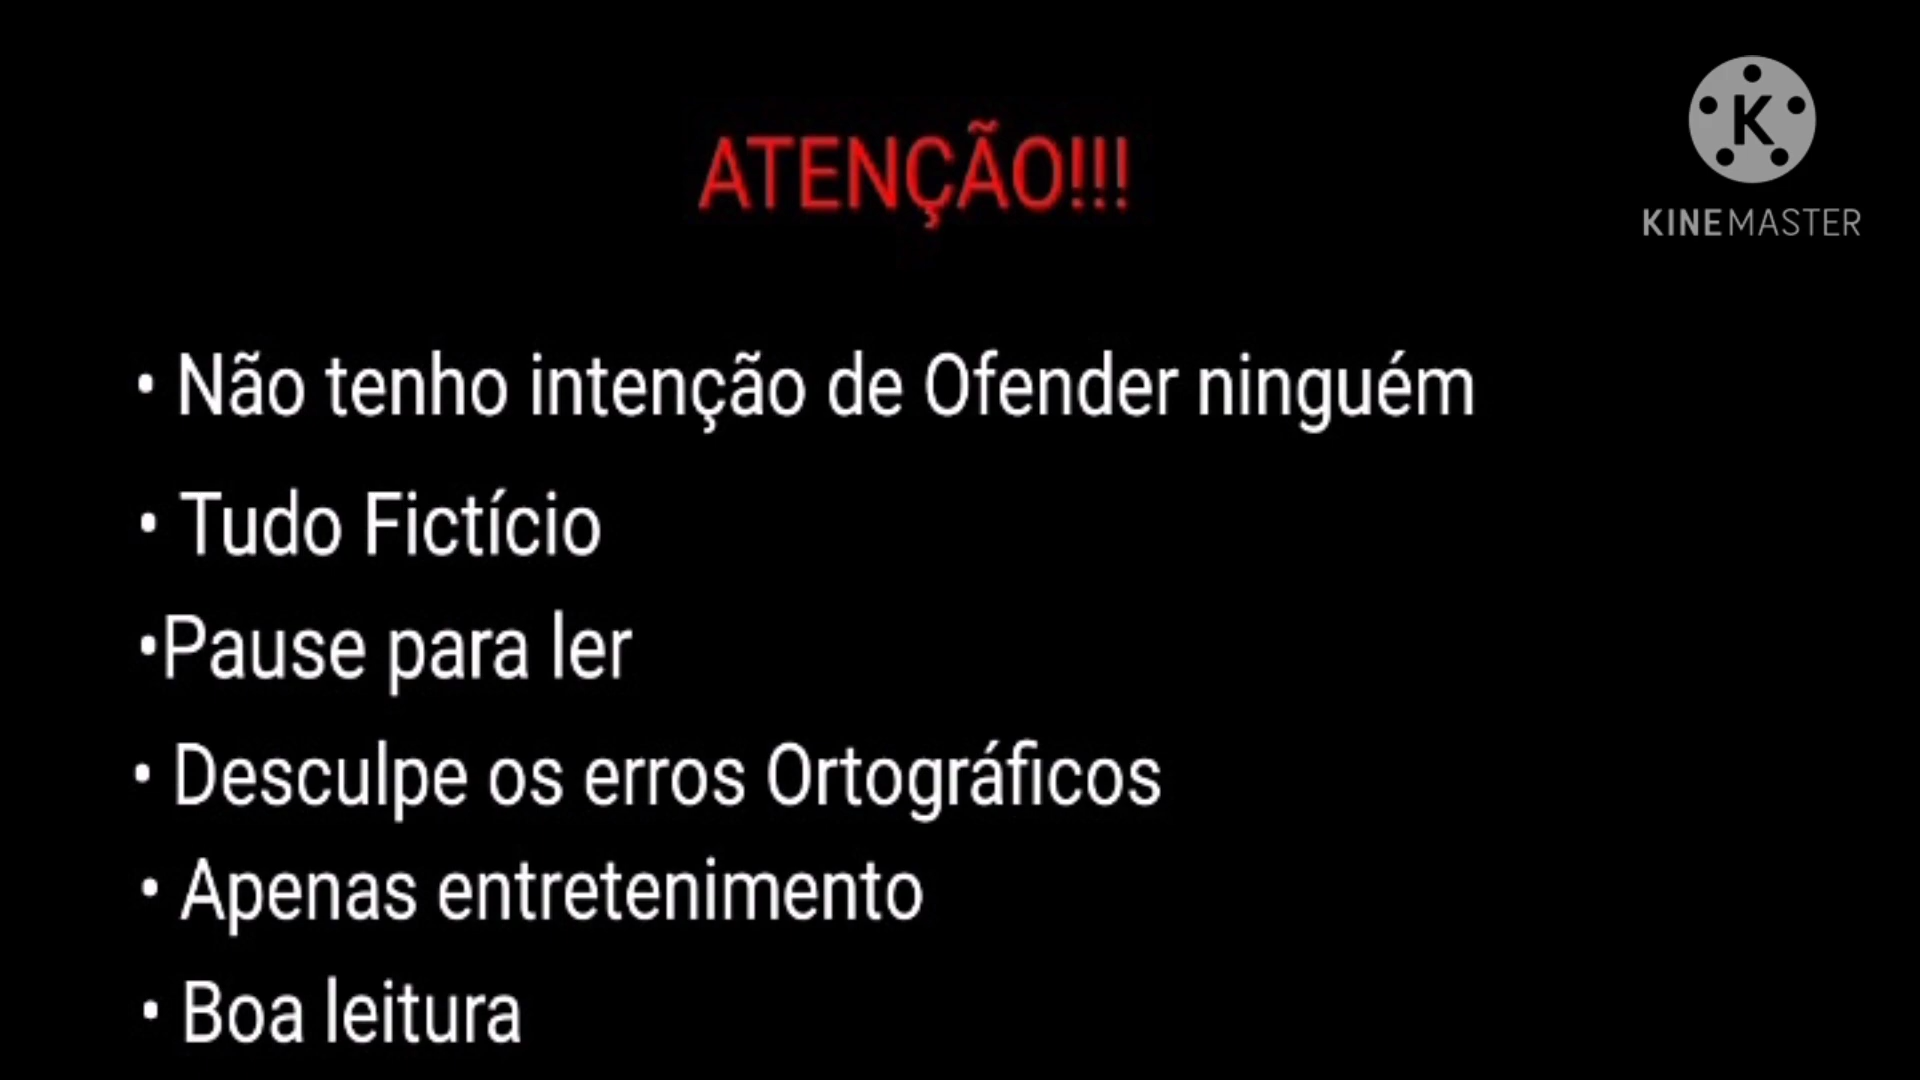 ATENÇÃO!!!
K
KINEMASTER
• Não tenho intenção de Ofender ninguém
• Tudo Fictício
•Pause para ler
• Desculpe os erros Ortográficos
• Apenas entretenimento
• Boa leitura